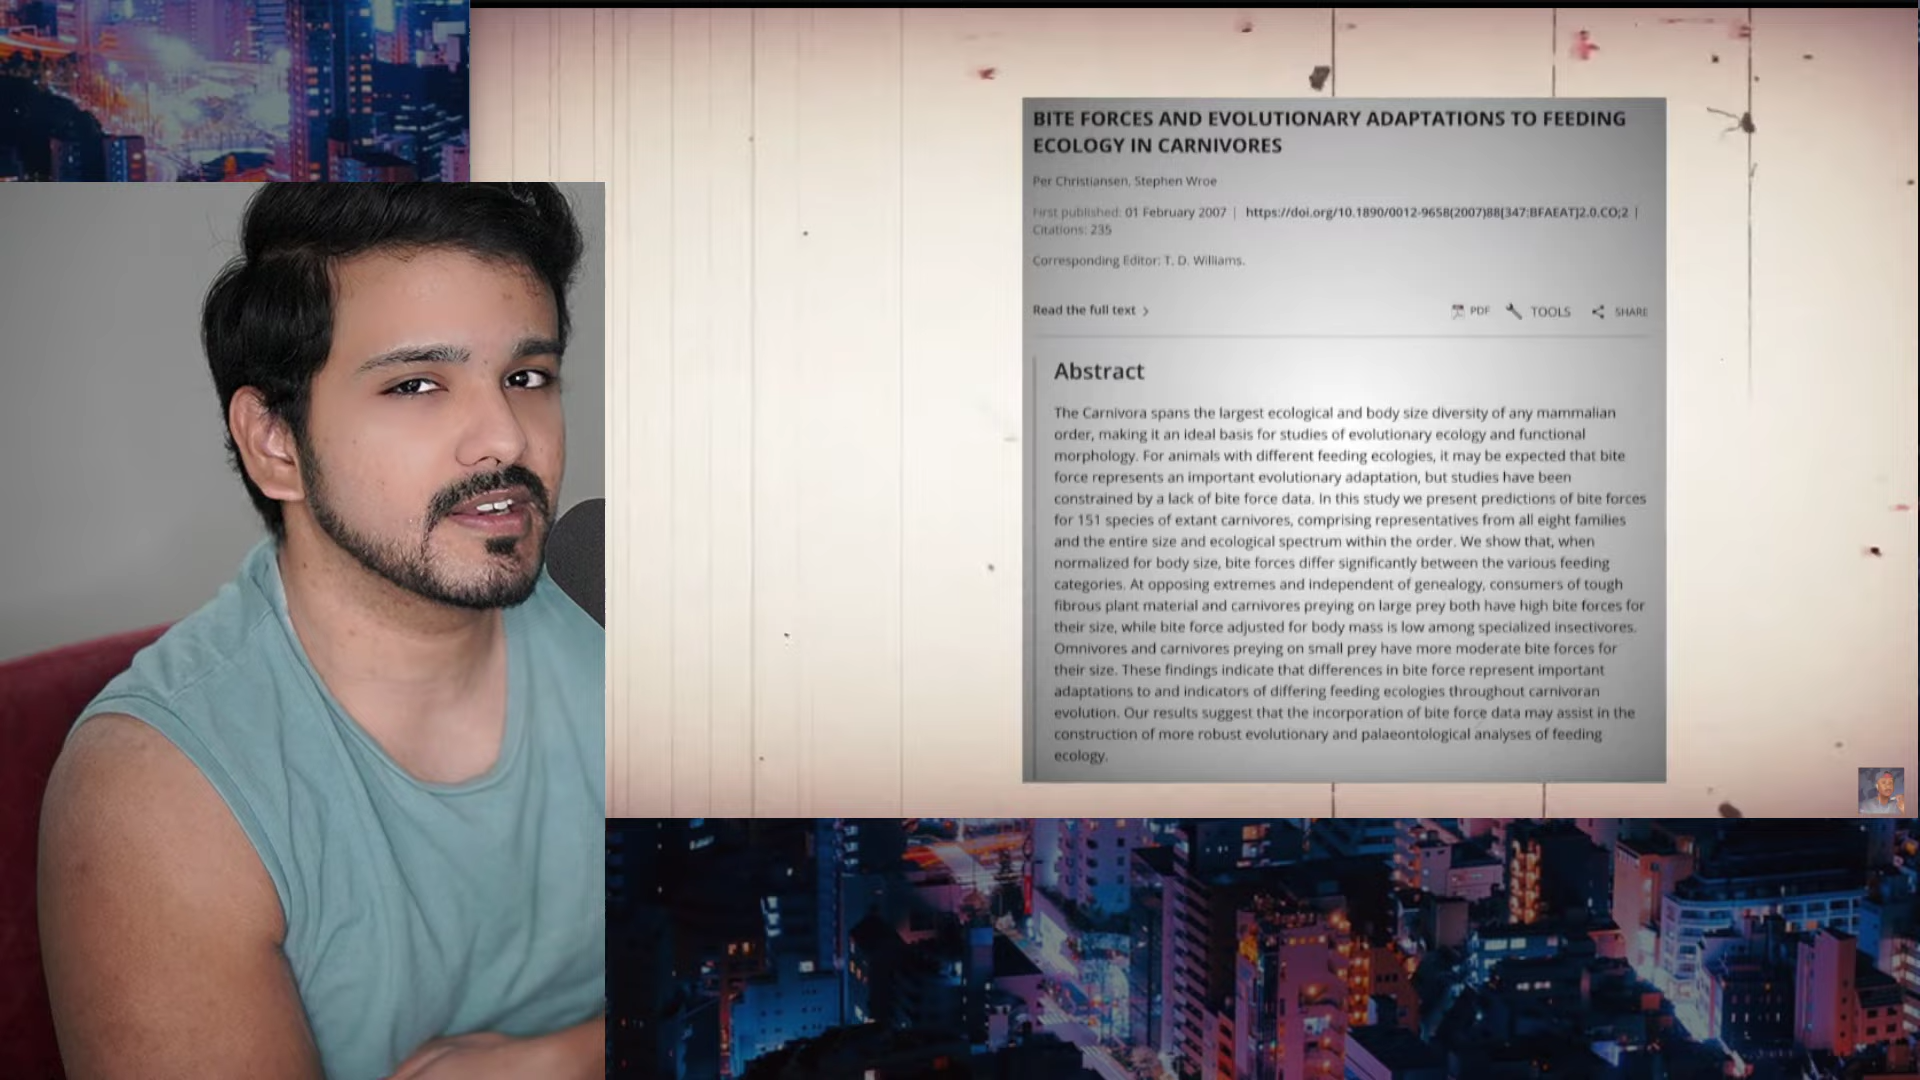 BITE FORCES AND EVOLUTIONARY ADAPTATIONS TO FEEDING
ECOLOGY IN CARNIVORES
Per Christiansen, Stephen Wroe
First published: 01 February 2007 | https://doi.org/10.1890/0012-9658(2007)88[347:BFAEAT]2.0.CO;2 |
Citations: 235
Corresponding Editor: T. D. Williams.
Read the full text > PDF TOOLS SHARE
Abstract
The Carnivora spans the largest ecological and body size diversity of any mammalian
order, making it an ideal basis for studies of evolutionary ecology and functional
morphology. For animals with different feeding ecologies, it may be expected that bite
force represents an important evolutionary adaptation, but studies have been
constrained by a lack of bite force data. In this study we present predictions of bite forces
for 151 species of extant carnivores, comprising representatives from all eight families
and the entire size and ecological spectrum within the order. We show that, when
normalized for body size, bite forces differ significantly between the various feeding
categories. At opposing extremes and independent of genealogy, consumers of tough
fibrous plant material and carnivores preying on large prey both have high bite forces for
their size, while bite force adjusted for body mass is low among specialized insectivores.
Omnivores and carnivores preying on small prey have more moderate bite forces for
their size. These findings indicate that differences in bite force represent important
adaptations to and indicators of differing feeding ecologies throughout carnivoran
evolution. Our results suggest that the incorporation of bite force data may assist in the
construction of more robust evolutionary and palaeontological analyses of feeding
ecology.